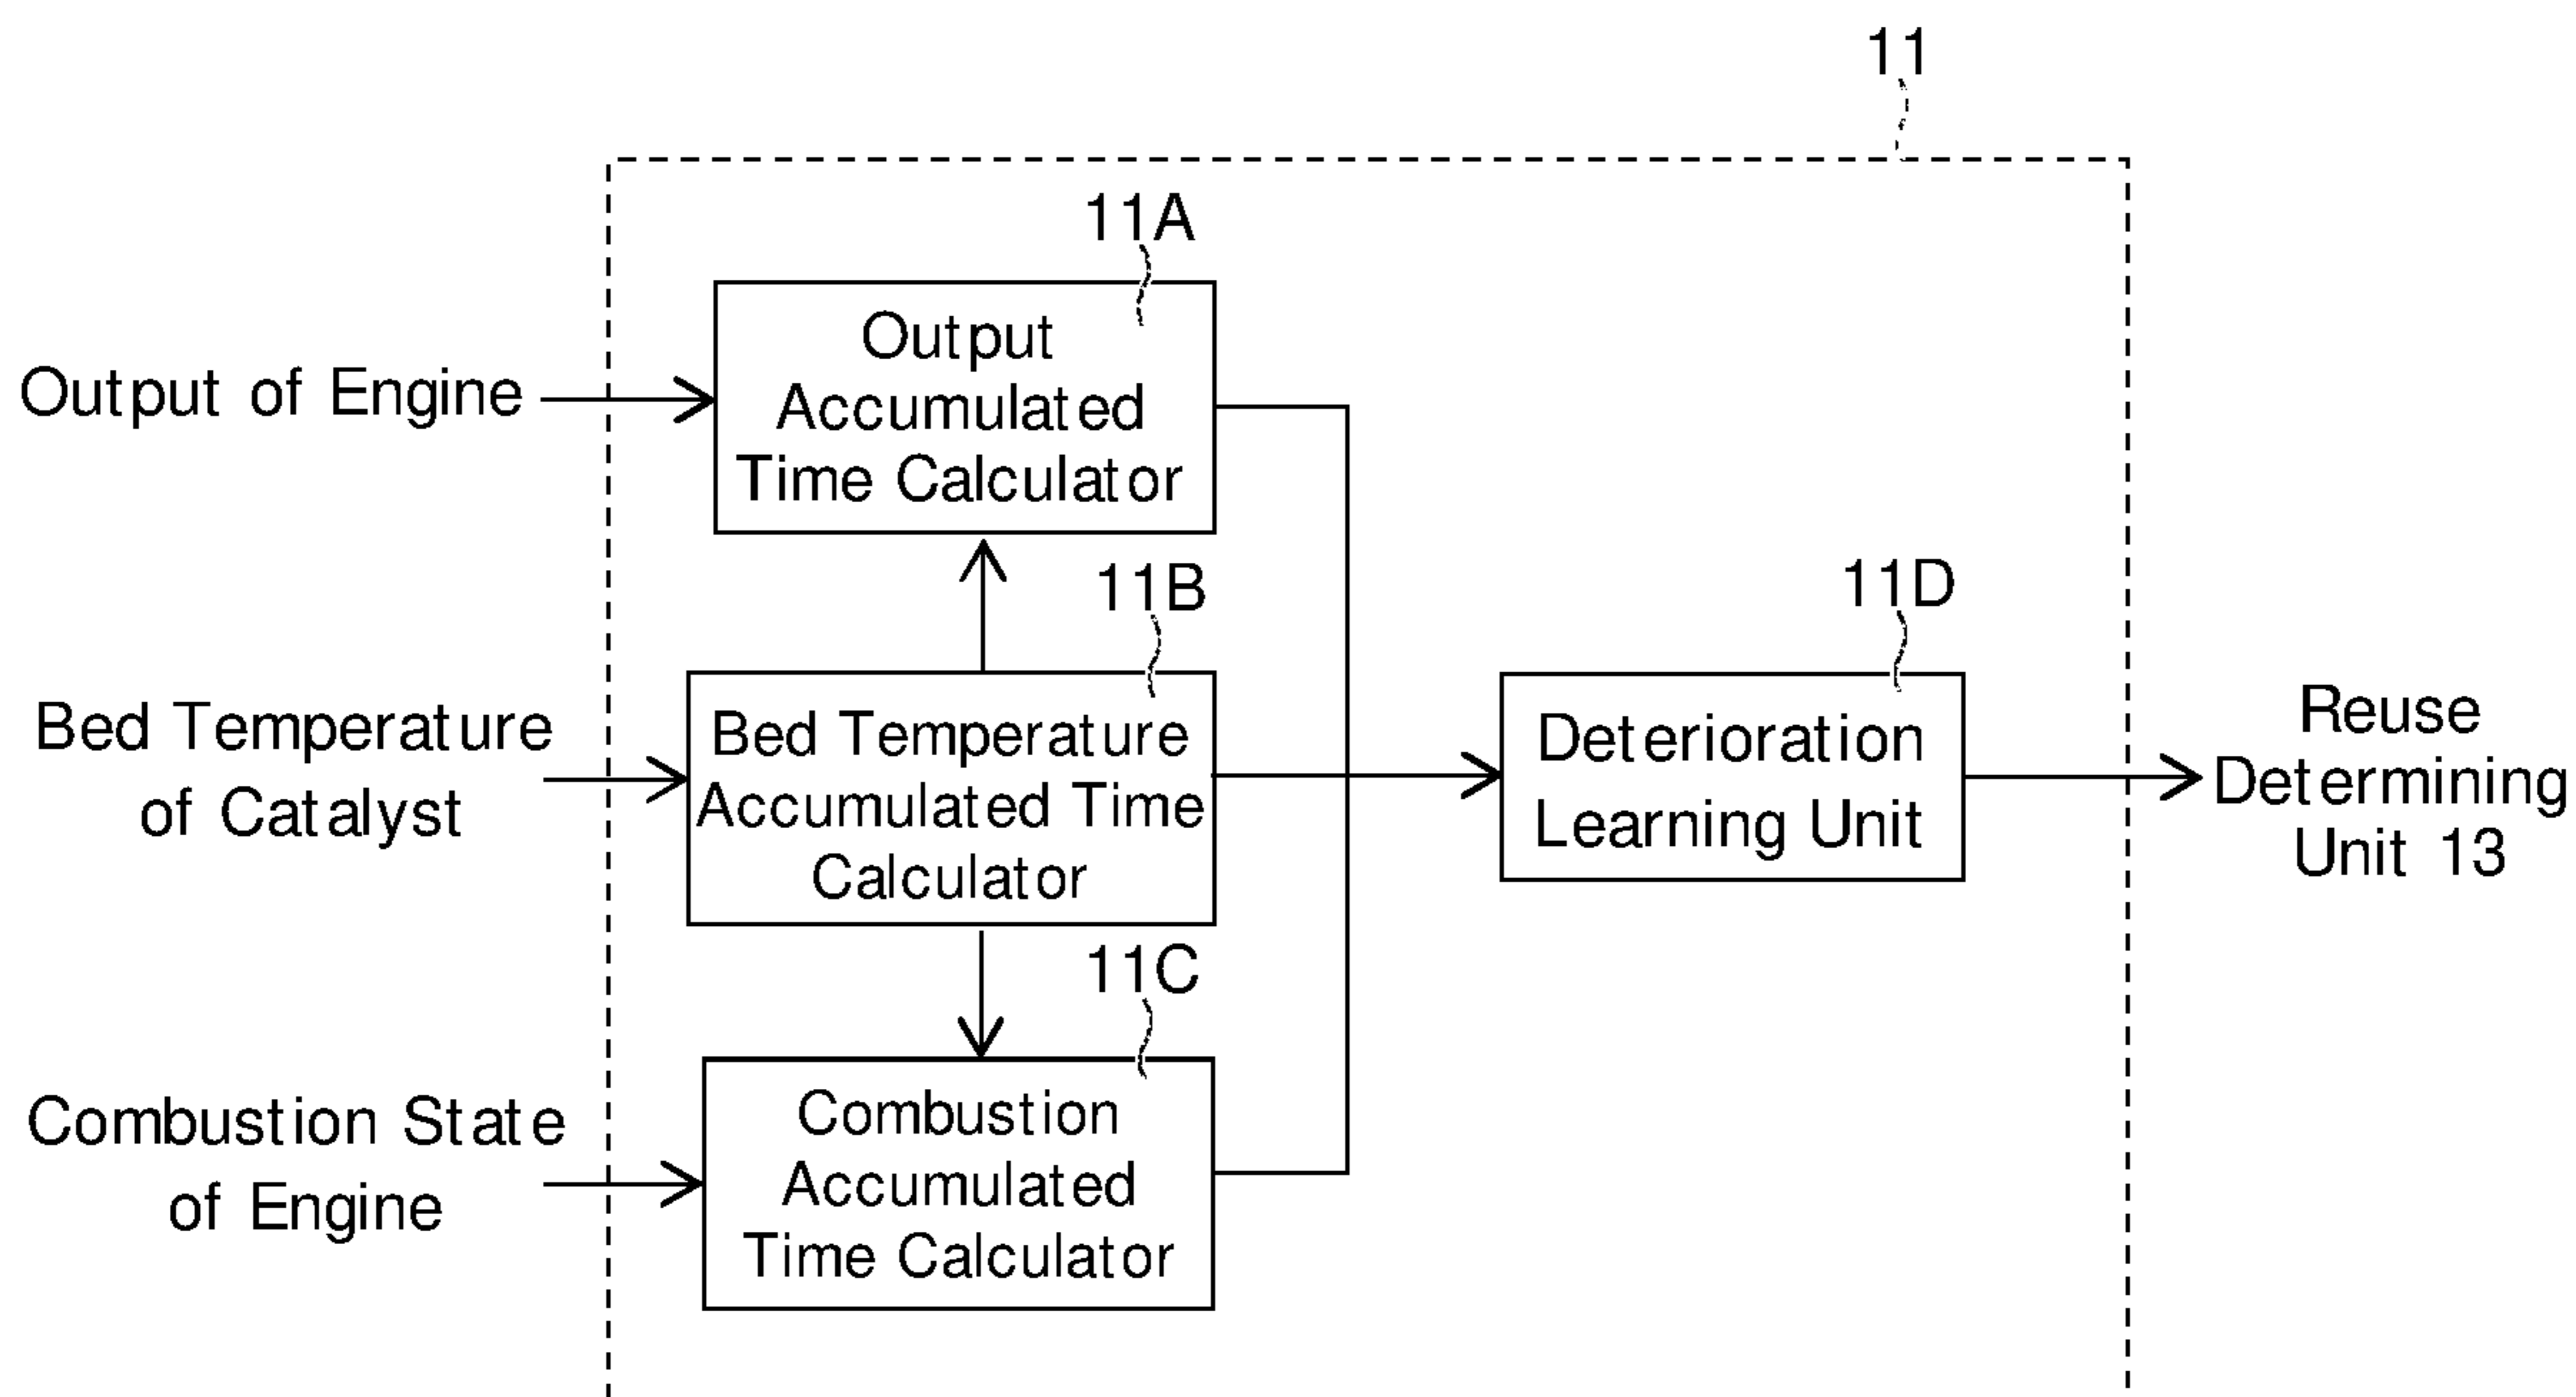 11
11A
Output
Accumulated
Time Calculator
Output of Engine
11B
Bed Temperature
Accumulated Time
Calculator
Bed Temperature
of Catalyst
11D
Deterioration
Learning Unit
Reuse
Determining
Unit 13
11C
Combustion
Accumulated
Time Calculator
Combustion State
of Engine